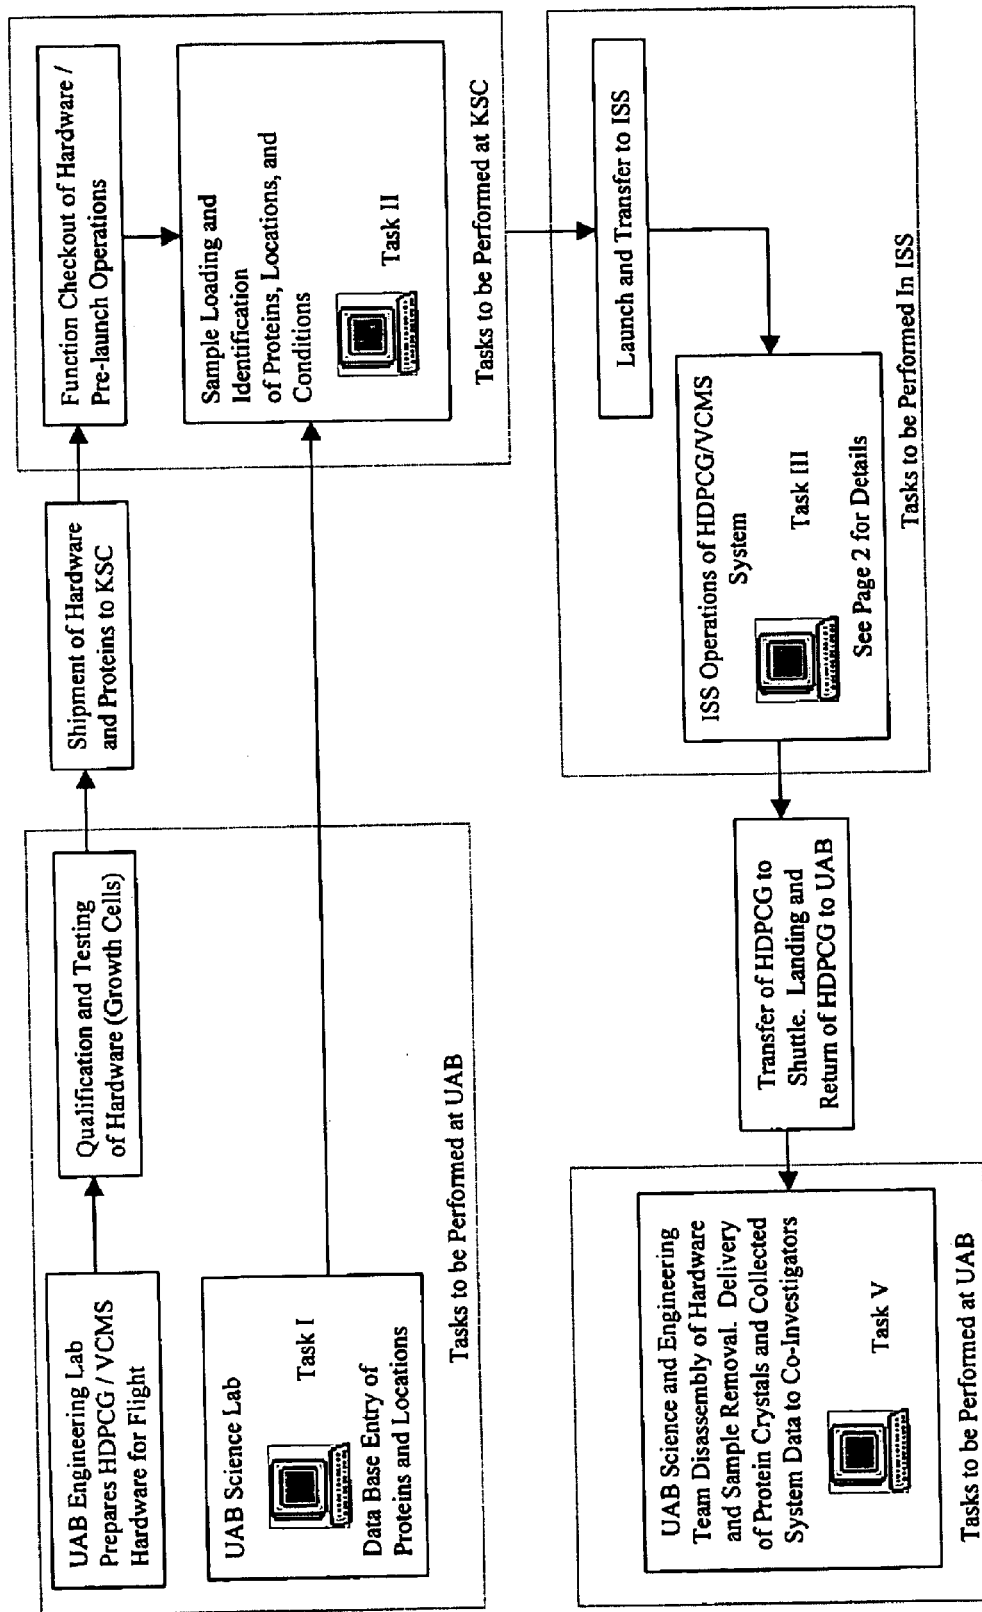 UAB Engineering Lab
Prepares HDPCG / VCMS
Hardware for Flight
Qualification and Testing
of Hardware (Growth Cells)
UAB Science Lab
Task I
Data Base Entry of
Proteins and Locations
Tasks to be Performed at UAB
Shipment of Hardware
and Proteins to KSC
Function Checkout of Hardware /
Pre-launch Operations
Sample Loading and
Identification
of Proteins, Locations, and
Conditions
Task II
Tasks to be Performed at KSC
Launch and Transfer to ISS
ISS Operations of HDPCG/VCMS
System
Task III
See Page 2 for Details
Tasks to be Performed In ISS
Transfer of HDPCG to
Shuttle. Landing and
Return of HDPCG to UAB
UAB Science and Engineering
Team Disassembly of Hardware
and Sample Removal. Delivery
of Protein Crystals and Collected
System Data to Co-Investigators
Task V
Tasks to be Performed at UAB